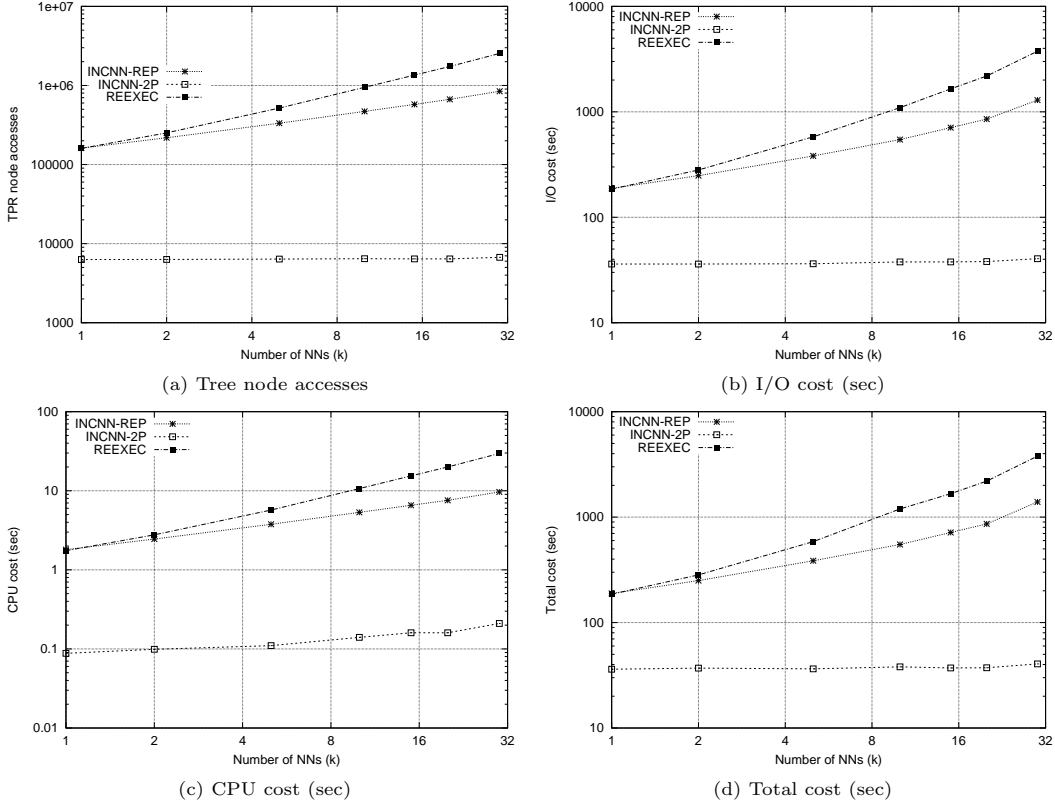 1e+07
1e+06
100000
10000
1000
TPR node accesses
INCNN-REP
INCNN-2P
REEXEC
1 2 4 8 16 32
Number of NNs (k)
(a) Tree node accesses
10000
1000
100
10
I/O cost (sec)
INCNN-REP
INCNN-2P
REEXEC
1 2 4 8 16 32
Number of NNs (k)
(b) I/O cost (sec)
100
10
1
0.1
0.01
CPU cost (sec)
INCNN-REP
INCNN-2P
REEXEC
1 2 4 8 16 32
Number of NNs (k)
(c) CPU cost (sec)
10000
1000
100
10
Total cost (sec)
INCNN-REP
INCNN-2P
REEXEC
1 2 4 8 16 32
Number of NNs (k)
(d) Total cost (sec)